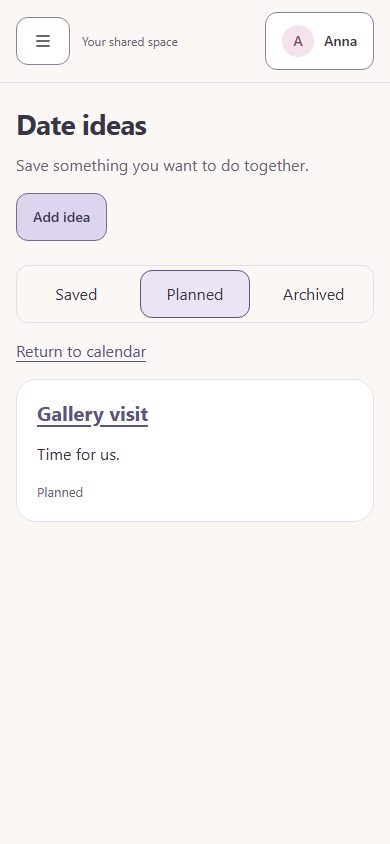 Your shared space
A
Anna
Date ideas
Save something you want to do together.
Add idea
Saved
Planned
Archived
Return to calendar
Gallery visit
Time for us.
Planned